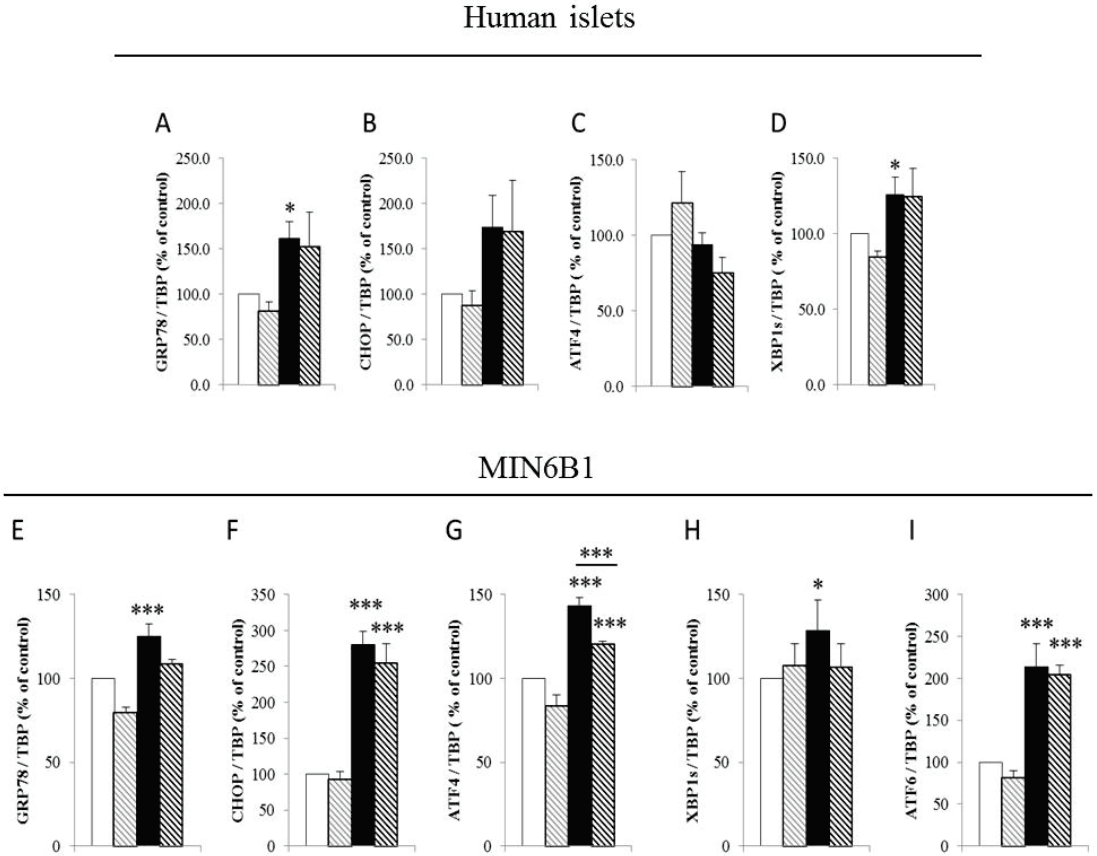 Human islets
A
GRP78 / TBP (% of control)
250.0
200.0
150.0
100.0
50.0
0.0
*
B
CHOP / TBP (% of control)
250.0
200.0
150.0
100.0
50.0
0.0
C
ATF4 / TBP ( % of control)
150.0
100.0
50.0
0.0
D
XBP1s / TBP ( % of control)
150.0
100.0
50.0
0.0
*
MIN6B1
E
GRP78 / TBP (% of control)
150
100
50
0
***
F
CHOP / TBP (% of control)
350
300
250
200
150
100
50
0
***
***
G
ATF4 / TBP ( % of control)
150
100
50
0
***
***
***
H
XBP1s / TBP (% of control)
150
100
50
0
*
I
ATF6 / TBP (% of control)
300
250
200
150
100
50
0
***
***